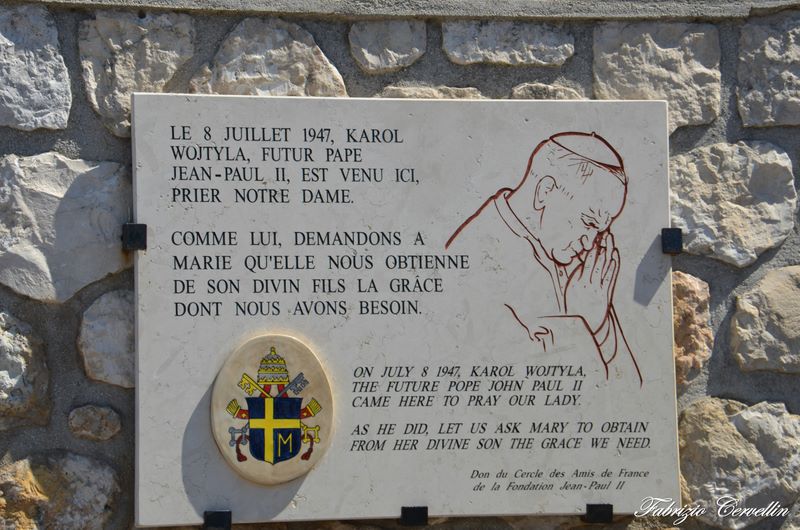 LE 8 JUILLET 1947, KAROL
WOJTYLA, FUTUR PAPE
JEAN-PAUL II, EST VENU ICI,
PRIER NOTRE DAME.
COMME LUI, DEMANDONS A
MARIE QU'ELLE NOUS OBTIENNE
DE SON DIVIN FILS LA GRÂCE
DONT NOUS AVONS BESOIN.
M
ON JULY 8 1947, KAROL WOJTYLA,
THE FUTURE POPE JOHN PAUL II
CAME HERE TO PRAY OUR LADY.
AS HE DID, LET US ASK MARY TO OBTAIN
FROM HER DIVINE SON THE GRACE WE NEED.
Don du Cercle des Amis de France
de la Fondation Jean-Paul II
Fabrizio Cervellin